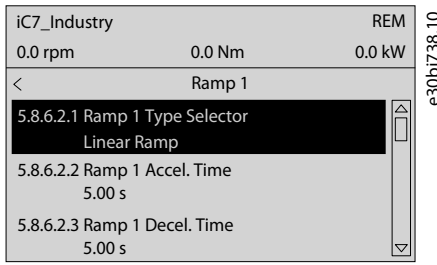 iC7_Industry REM
0.0 rpm 0.0 Nm 0.0 kW
< Ramp 1
5.8.6.2.1 Ramp 1 Type Selector
Linear Ramp
5.8.6.2.2 Ramp 1 Accel. Time
5.00 s
5.8.6.2.3 Ramp 1 Decel. Time
5.00 s
e30bi738.10